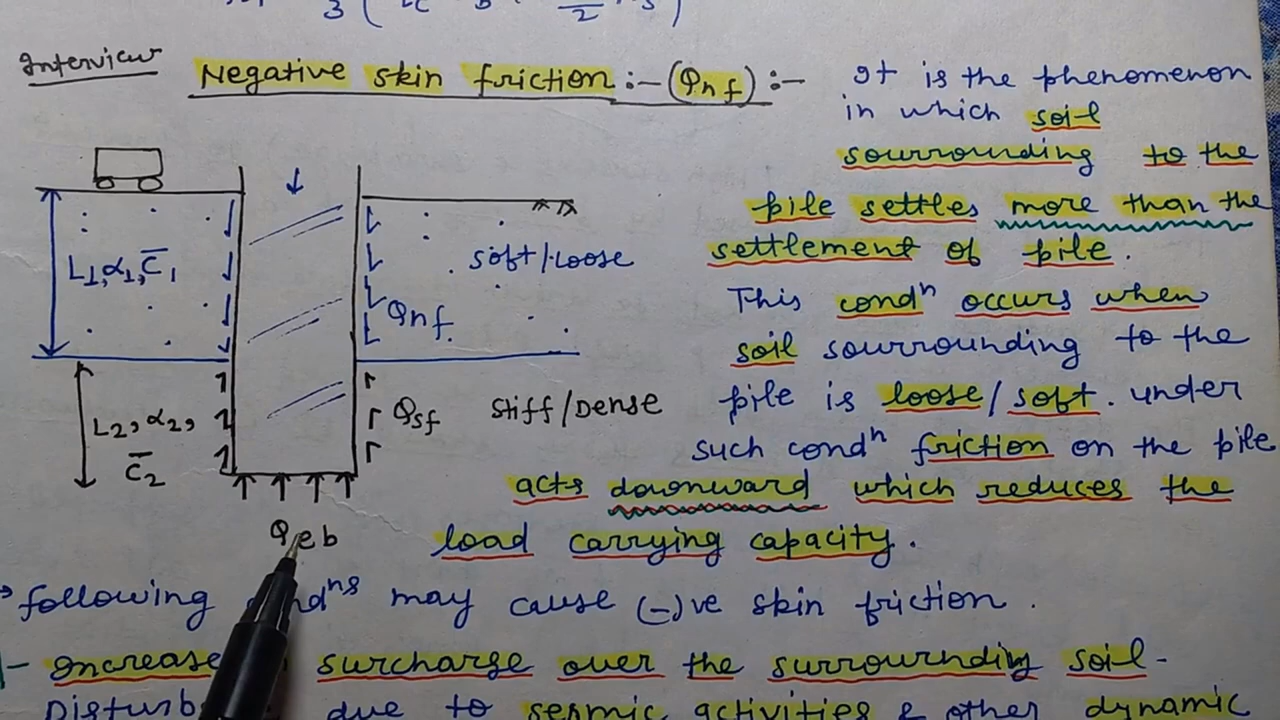 Interview
Negative skin friction :- (Qnf) :-
It is the phenomenon
in which soil
sourrounding to the
pile settles more than the
settlement of pile.
This condⁿ occurs when
soil sourrounding to the
pile is loose/soft. under
such condⁿ friction on the pile
acts downward which reduces the
load carrying capacity.
L1, α1, C̅1
soft/Loose
Qnf.
L2, α2,
C̅2
Qsf
Stiff/Dense
Qeb
following ndⁿˢ may cause (-)ve skin friction.
- Increase surcharge over the surrounding soil-
due to seismic activities & other dynamic